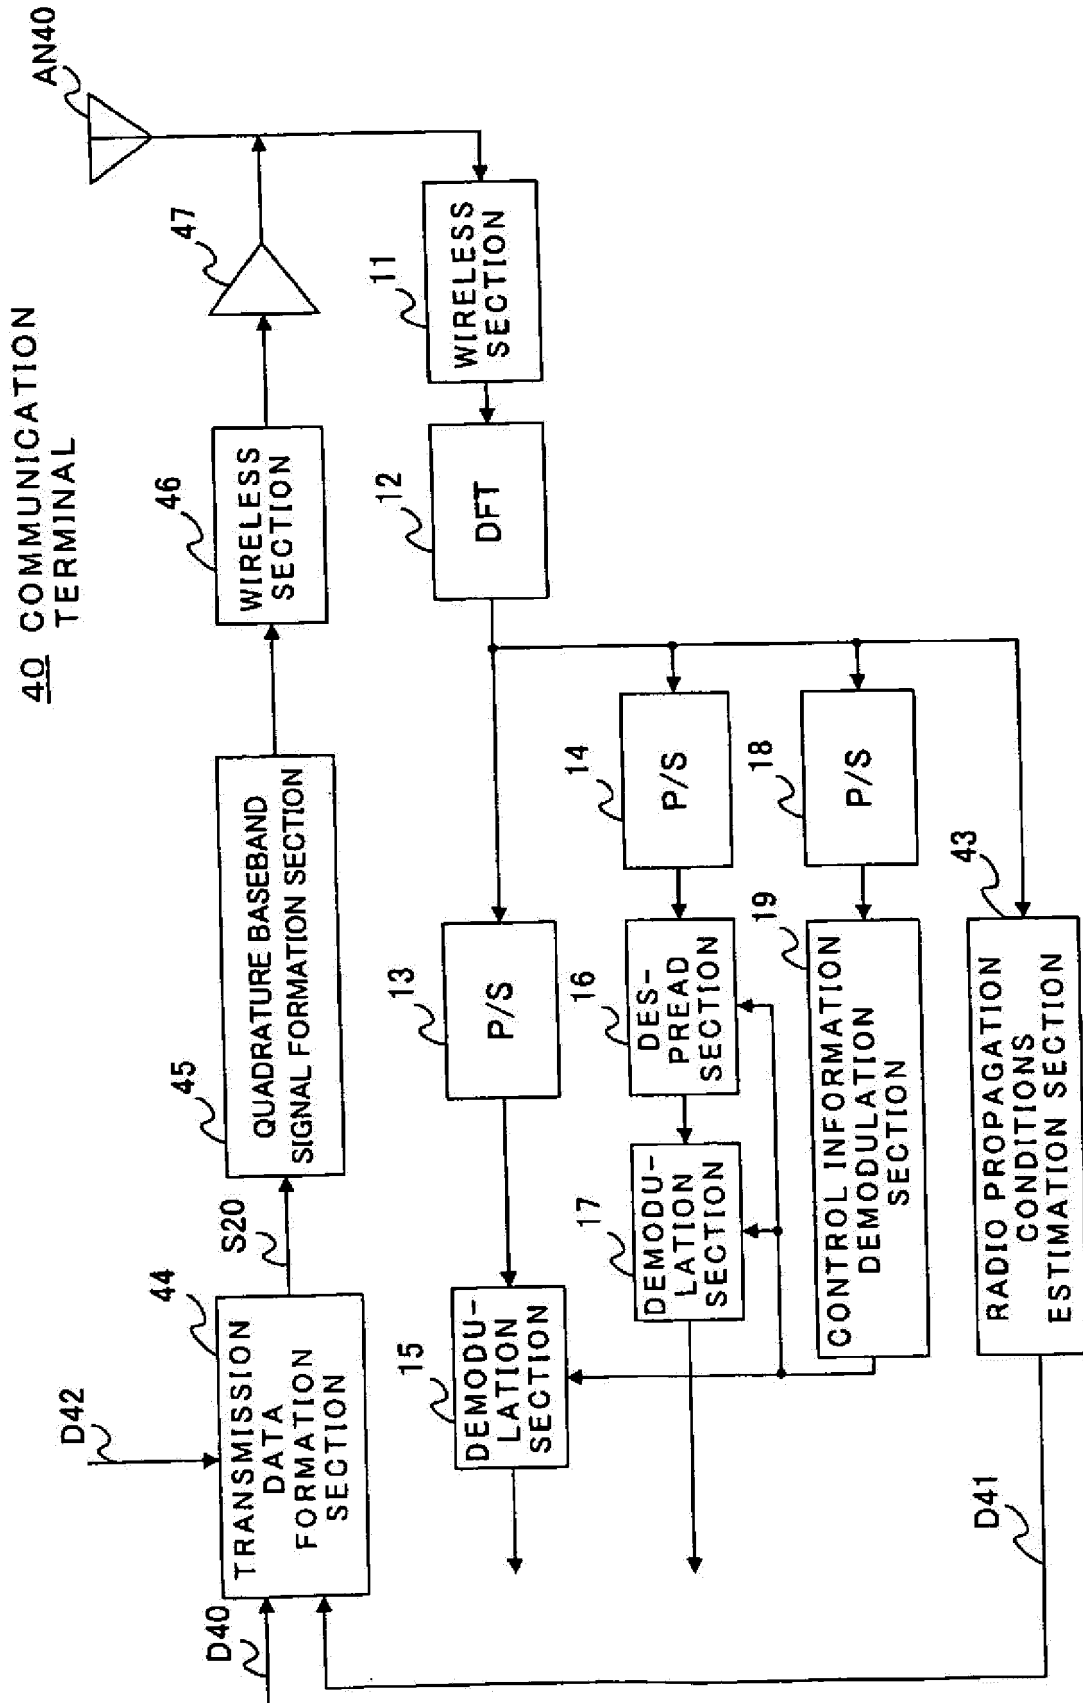 40 COMMUNICATION
TERMINAL
AN40
47
46
WIRELESS
SECTION
45
QUADRATURE BASEBAND
SIGNAL FORMATION SECTION
S20
44
TRANSMISSION
DATA
FORMATION
SECTION
D42
D40
11
WIRELESS
SECTION
12
DFT
13
P/S
15
DEMODU-
LATION
SECTION
14
P/S
16
DES-
PREAD
SECTION
17
DEMODU-
LATION
SECTION
18
P/S
19
CONTROL INFORMATION
DEMODULATION
SECTION
43
RADIO PROPAGATION
CONDITIONS
ESTIMATION SECTION
D41